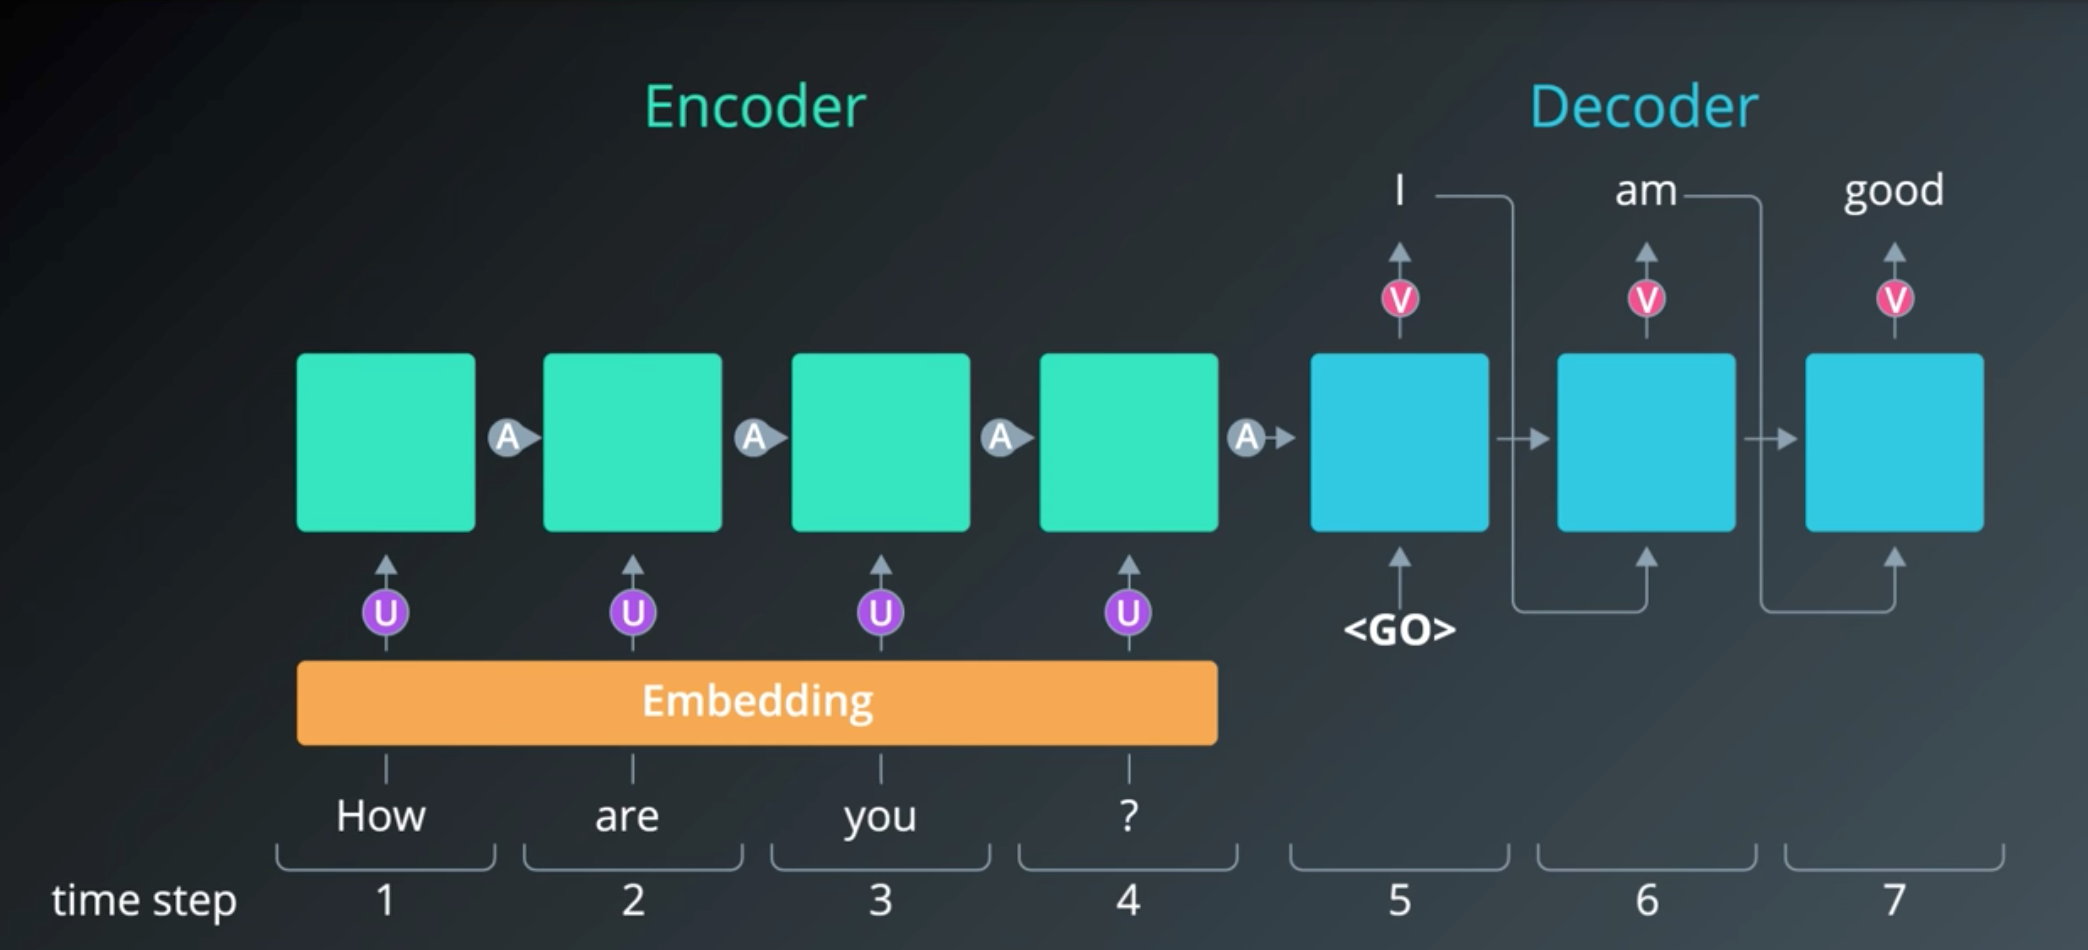 Encoder
Decoder
I am good
V V V
A A A A
U U U U
<GO>
Embedding
How are you ?
time step 1 2 3 4 5 6 7